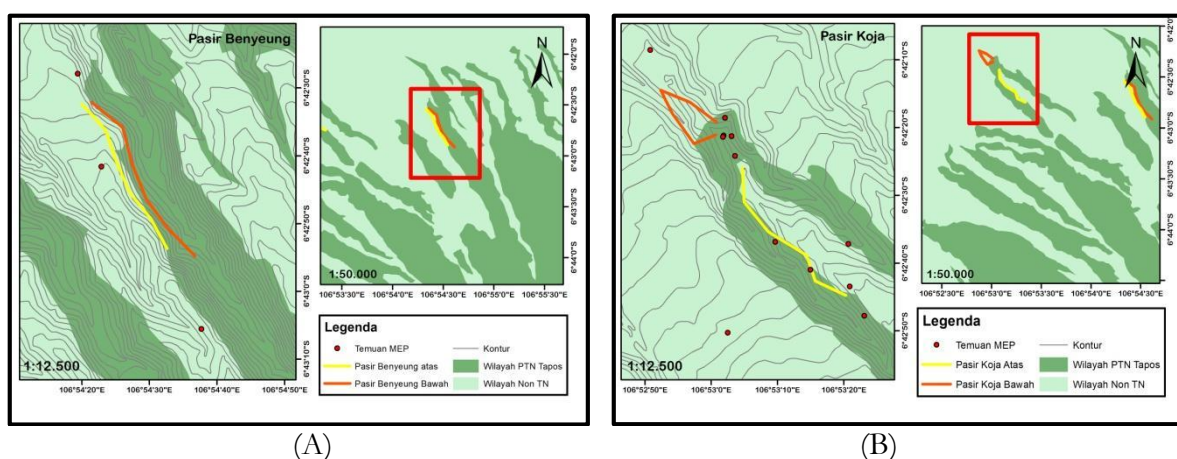 Pasir Benyeung
N
6°42'30"S
6°42'40"S
6°42'50"S
6°43'0"S
6°43'10"S
1:12.500
106°54'20"E 106°54'30"E 106°54'40"E 106°54'50"E
6°42'0"S
6°42'30"S
6°43'0"S
6°43'30"S
6°44'0"S
1:50.000
106°53'30"E 106°54'0"E 106°54'30"E 106°55'0"E 106°55'30"E
Legenda
Temuan MEP Kontur
Pasir Benyeung atas Wilayah PTN Tapos
Pasir Benyeung Bawah Wilayah Non TN
(A)
Pasir Koja
N
6°42'10"S
6°42'20"S
6°42'30"S
6°42'40"S
6°42'50"S
1:12.500
106°52'50"E 106°53'0"E 106°53'10"E 106°53'20"E
6°42'30"S
6°43'0"S
6°43'30"S
6°44'0"S
1:50.000
106°52'30"E 106°53'0"E 106°53'30"E 106°54'0"E 106°54'30"E
Legenda
Temuan MEP Kontur
Pasir Koja Atas Wilayah PTN Tapos
Pasir Koja Bawah Wilayah Non TN
(B)